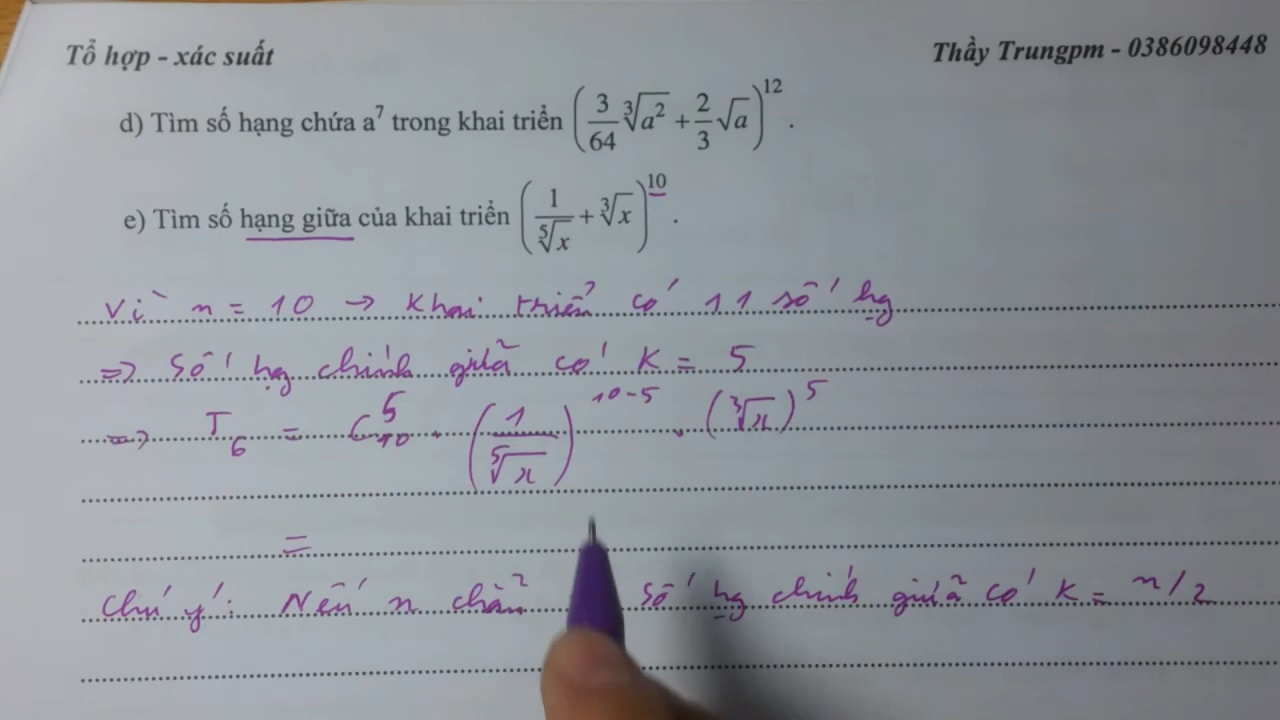 Tổ hợp - xác suất
Thầy Trungpm - 0386098448
d) Tìm số hạng chứa a⁷ trong khai triển (3/64 ∛a² + 2/3 √a)¹² .
e) Tìm số hạng giữa của khai triển (1/⁵√x + ∛x)¹⁰ .
Vì n = 10 → Khai triển có 11 số hg
=> Số hg chính giữa có K = 5
=> T₆ = C₁₀⁵ . (1/⁵√x)¹⁰⁻⁵ . (∛x)⁵
=
Chú ý: Nếu n chẵn số hg chính giữa có K = n/2